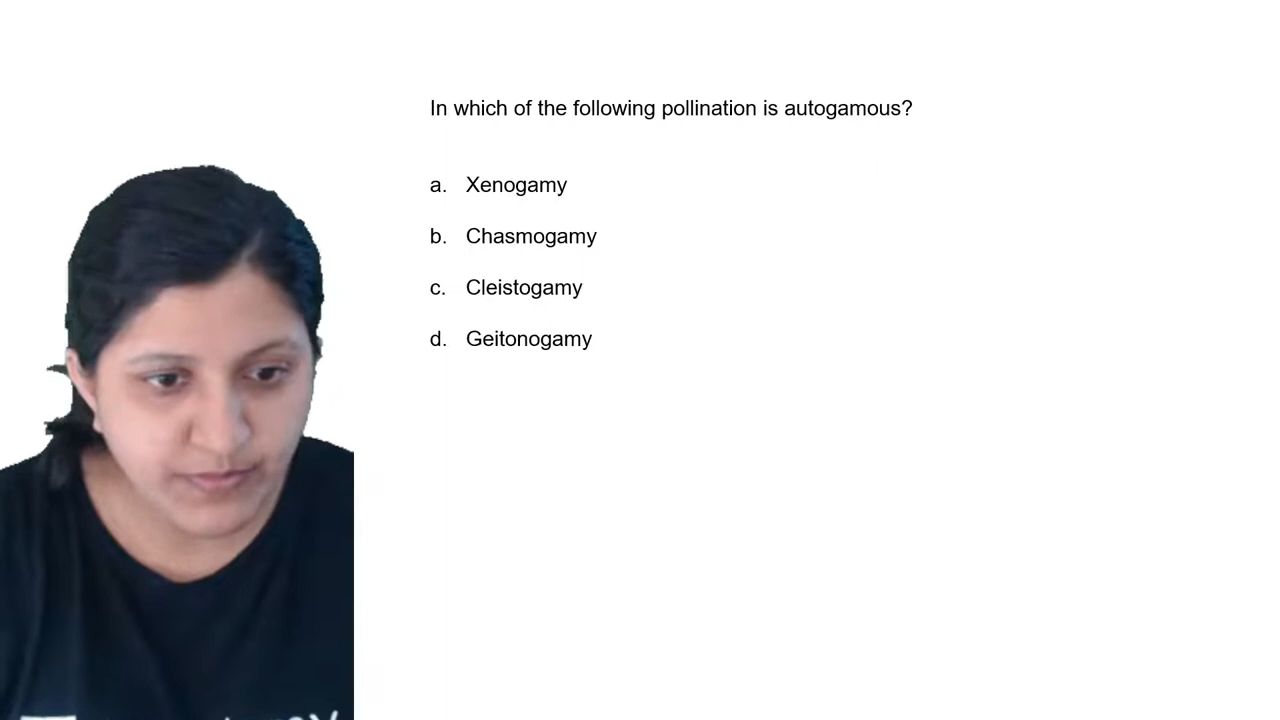 In which of the following pollination is autogamous?
a. Xenogamy
b. Chasmogamy
c. Cleistogamy
d. Geitonogamy